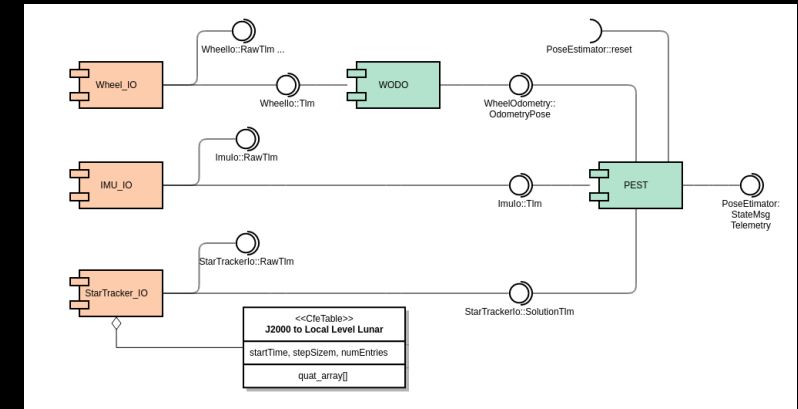 WheelIo::RawTlm ...
PoseEstimator::reset
Wheel_IO
WODO
WheelIo::Tlm
WheelOdometry::
OdometryPose
ImuIo::RawTlm
IMU_IO
PEST
ImuIo::Tlm
PoseEtimator:
StateMsg
Telemetry
StarTrackerIo::RawTlm
StarTracker_IO
StarTrackerIo::SolutionTlm
<<CfeTable>>
J2000 to Local Level Lunar
startTime, stepSizem, numEntries
quat_array[]